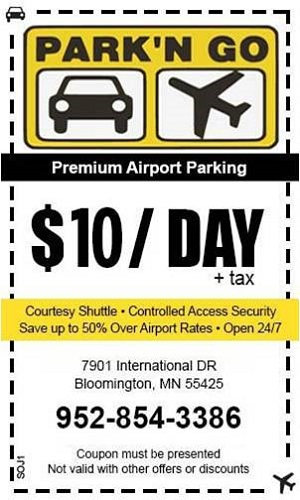 PARK'N GO
Premium Airport Parking
$10/ DAY
+ tax
Courtesy Shuttle • Controlled Access Security
Save up to 50% Over Airport Rates • Open 24/7
7901 International DR
Bloomington, MN 55425
952-854-3386
Coupon must be presented
Not valid with other offers or discounts
SOJ1